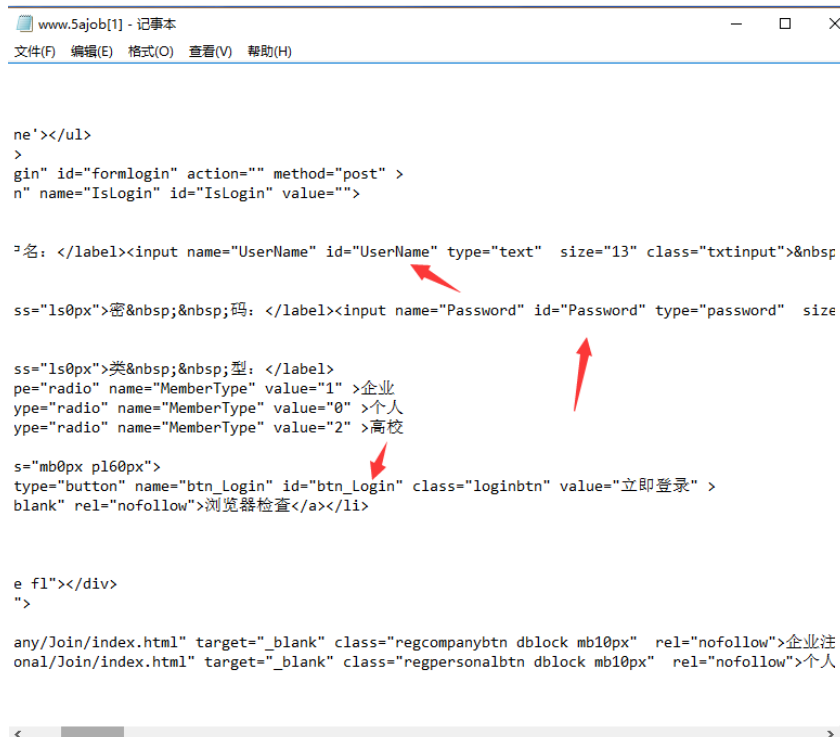 www.5ajob[1] - 记事本
文件(F) 编辑(E) 格式(O) 查看(V) 帮助(H)
ne'></ul>
>
gin" id="formlogin" action="" method="post" >
n" name="IsLogin" id="IsLogin" value="">
名：</label><input name="UserName" id="UserName" type="text"  size="13" class="txtinput">&nbsp
ss="ls0px">密&nbsp;&nbsp;码：</label><input name="Password" id="Password" type="password"  size
ss="ls0px">类&nbsp;&nbsp;型：</label>
pe="radio" name="MemberType" value="1" >企业
ype="radio" name="MemberType" value="0" >个人
ype="radio" name="MemberType" value="2" >高校
s="mb0px pl60px">
type="button" name="btn_Login" id="btn_Login" class="loginbtn" value="立即登录" >
blank" rel="nofollow">浏览器检查</a></li>
e fl"></div>
">
any/Join/index.html" target="_blank" class="regcompanybtn dblock mb10px"  rel="nofollow">企业注
onal/Join/index.html" target="_blank" class="regpersonalbtn dblock mb10px"  rel="nofollow">个人